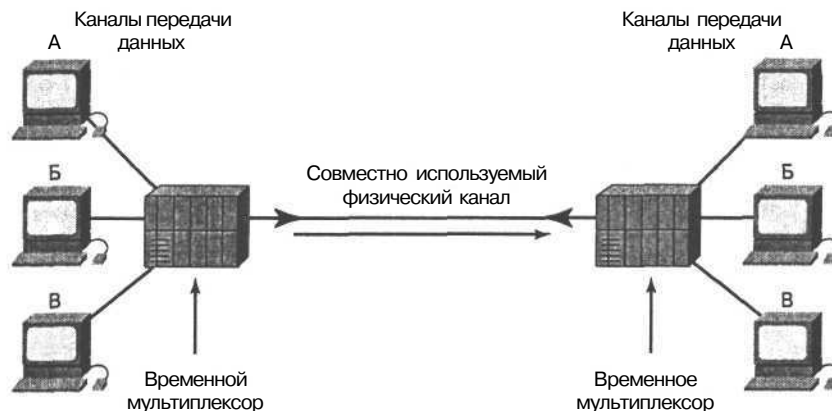 Каналы передачи
данных
А
Б
В
Совместно используемый
физический канал
Каналы передачи
данных
А
Б
В
Временной
мультиплексор
Временное
мультиплексор